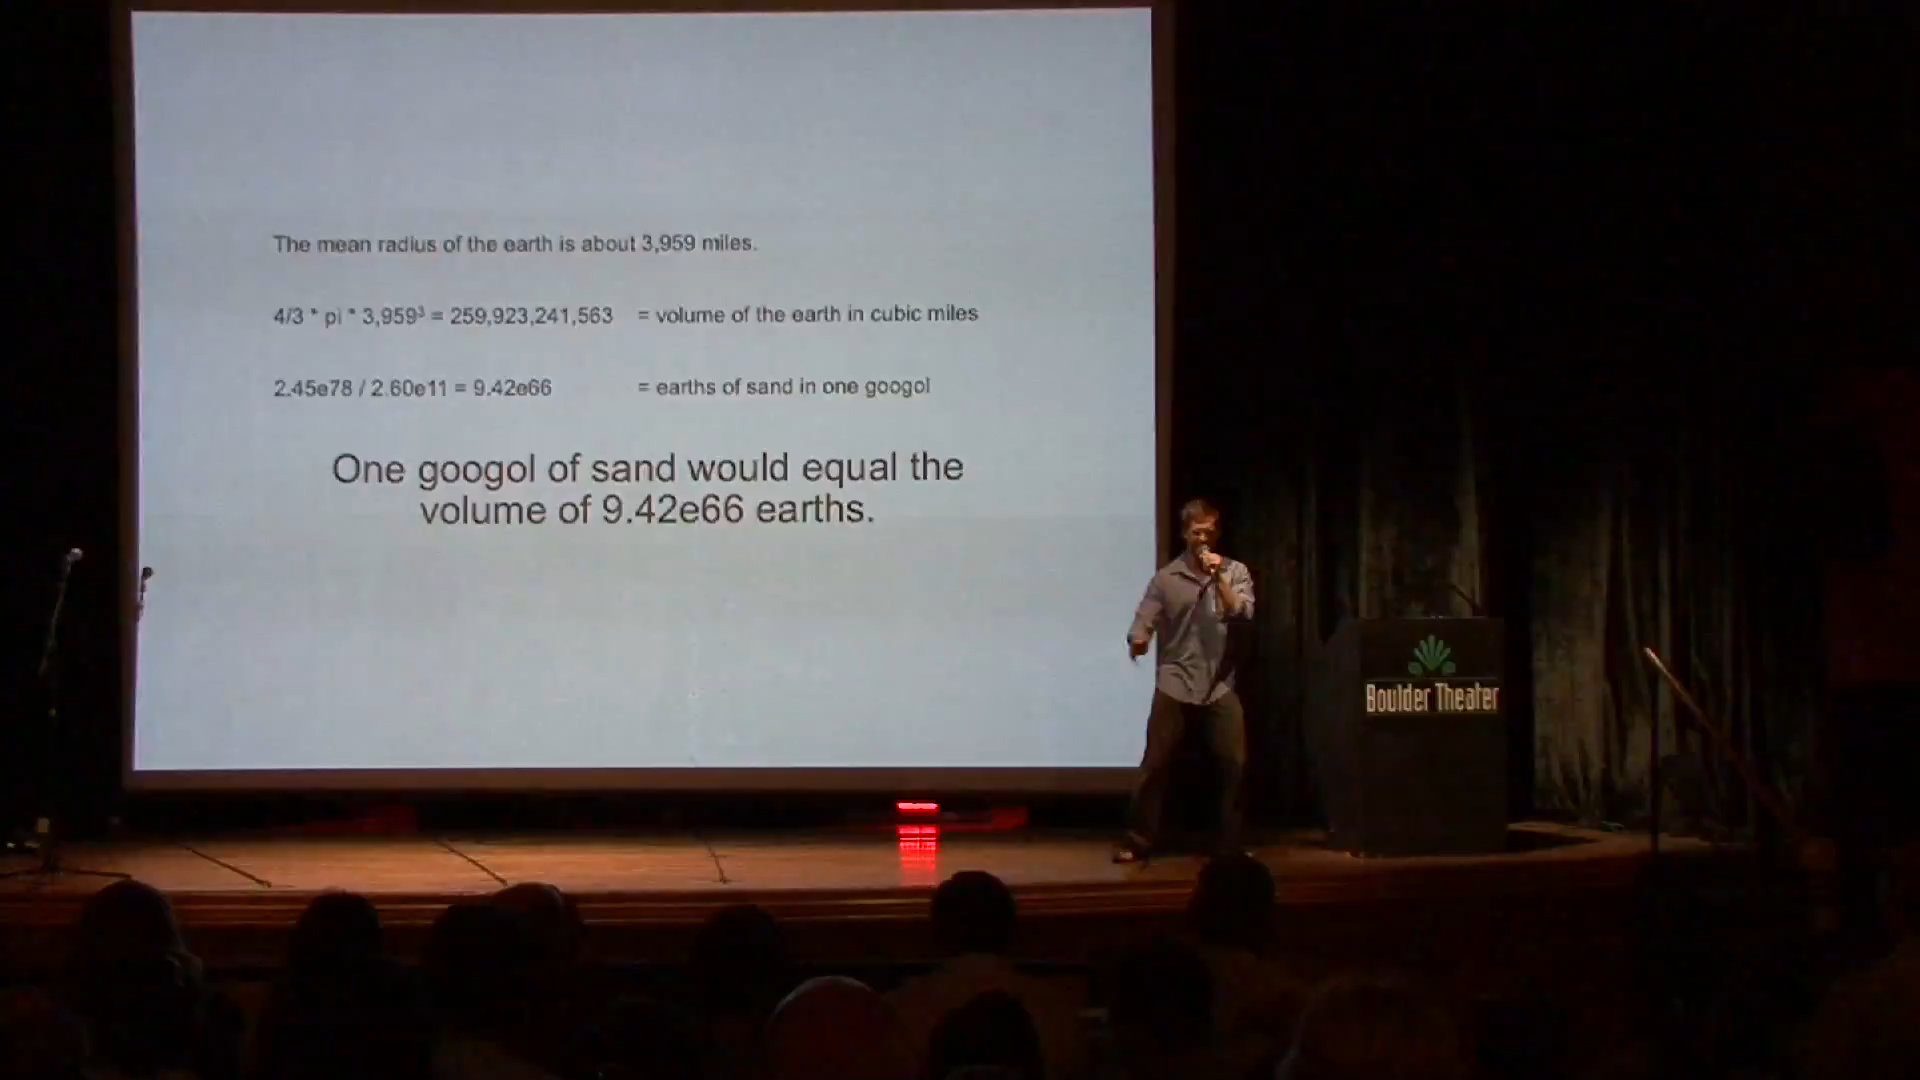 The mean radius of the earth is about 3,959 miles.
4/3 * pi * 3,959³ = 259,923,241,563 = volume of the earth in cubic miles
2.45e78 / 2.60e11 = 9.42e66 = earths of sand in one googol
One googol of sand would equal the
volume of 9.42e66 earths.
Boulder Theater